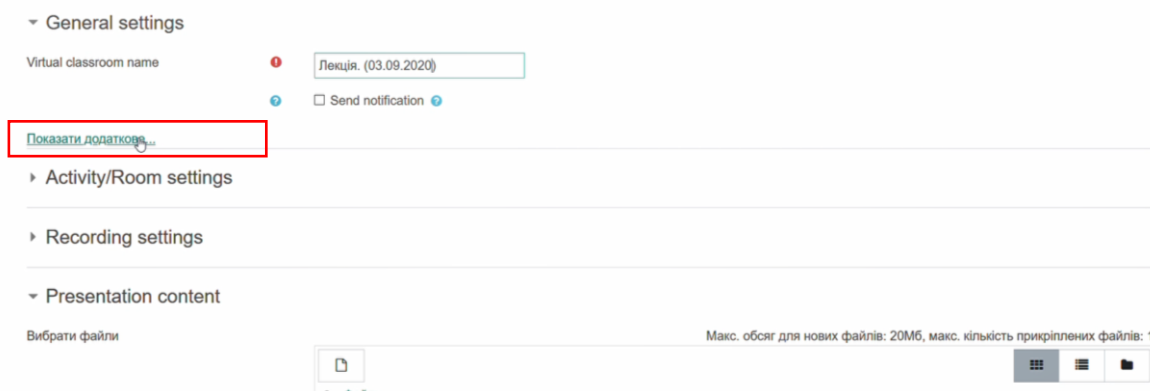 General settings
Virtual classroom name
Лекція. (03.09.2020)
Send notification
Показати додаткове...
Activity/Room settings
Recording settings
Presentation content
Вибрати файли
Макс. обсяг для нових файлів: 20Мб, макс. кількість прикріплених файлів: 1